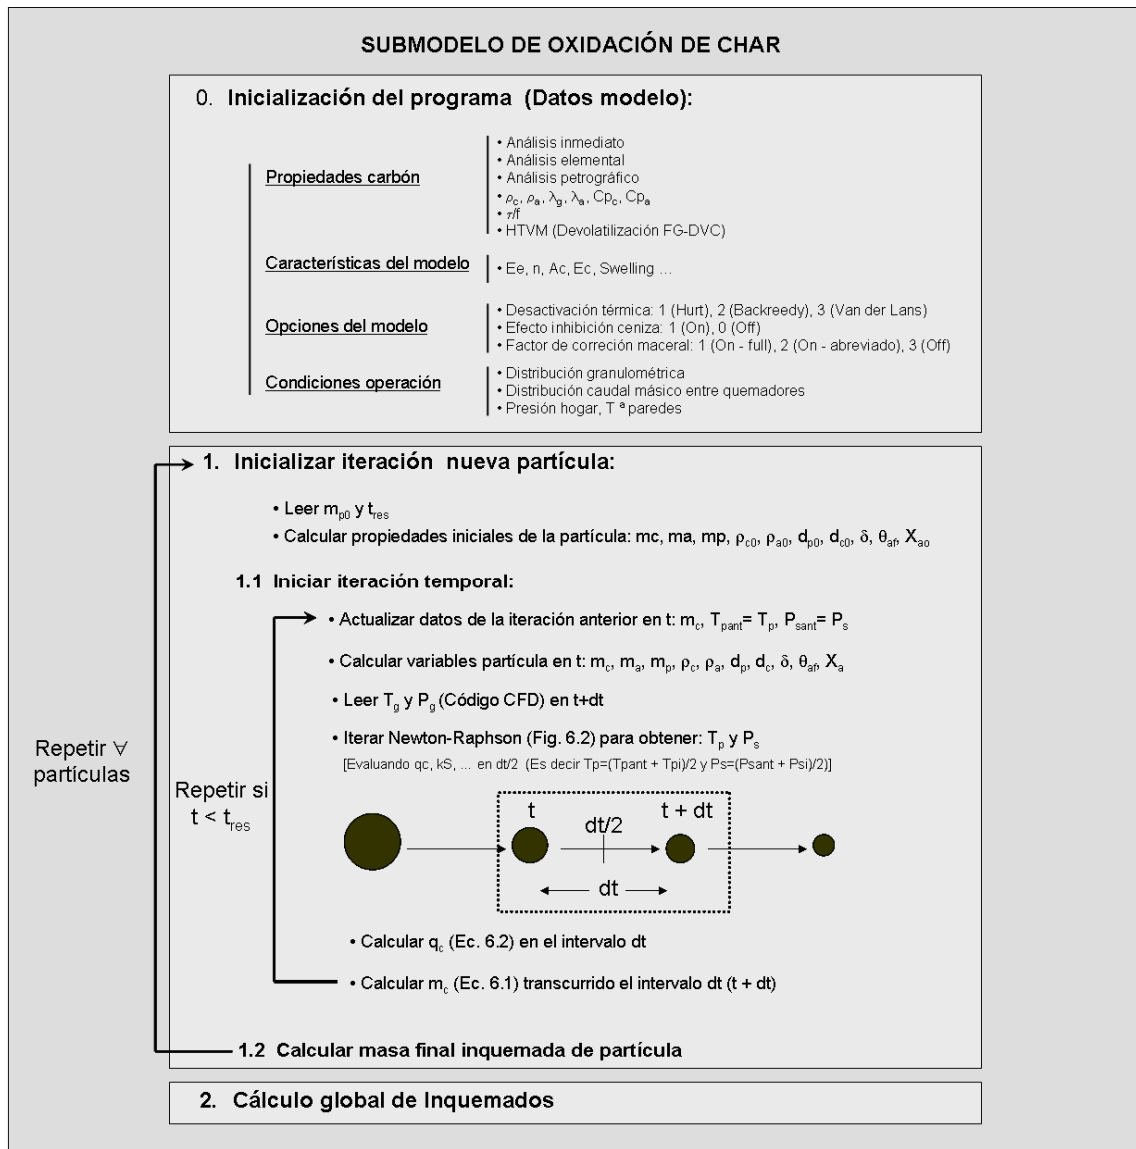 SUBMODELO DE OXIDACIÓN DE CHAR
0. Inicialización del programa (Datos modelo):
Propiedades carbón
• Análisis inmediato
• Análisis elemental
• Análisis petrográfico
• ρc, ρa, λg, λa, Cpc, Cpa
• τ/f
• HTVM (Devolatilización FG-DVC)
Características del modelo
• Ee, n, Ac, Ec, Swelling ...
Opciones del modelo
• Desactivación térmica: 1 (Hurt), 2 (Backreedy), 3 (Van der Lans)
• Efecto inhibición ceniza: 1 (On), 0 (Off)
• Factor de correción maceral: 1 (On - full), 2 (On - abreviado), 3 (Off)
Condiciones operación
• Distribución granulométrica
• Distribución caudal másico entre quemadores
• Presión hogar, T ª paredes
1. Inicializar iteración nueva partícula:
• Leer mp0 y tres
• Calcular propiedades iniciales de la partícula: mc, ma, mp, ρc0, ρa0, dp0, dc0, δ, θaf, Xao
1.1 Iniciar iteración temporal:
• Actualizar datos de la iteración anterior en t: mc, Tpant= Tp, Psant= Ps
• Calcular variables partícula en t: mc, ma, mp, ρc, ρa, dp, dc, δ, θaf, Xa
• Leer Tg y Pg (Código CFD) en t+dt
• Iterar Newton-Raphson (Fig. 6.2) para obtener: Tp y Ps
[Evaluando qc, kS, ... en dt/2 (Es decir Tp=(Tpant + Tpi)/2 y Ps=(Psant + Psi)/2)]
Repetir ∀
partículas
Repetir si
t < tres
t
dt/2
t + dt
dt
• Calcular qc (Ec. 6.2) en el intervalo dt
• Calcular mc (Ec. 6.1) transcurrido el intervalo dt (t + dt)
1.2 Calcular masa final inquemada de partícula
2. Cálculo global de Inquemados